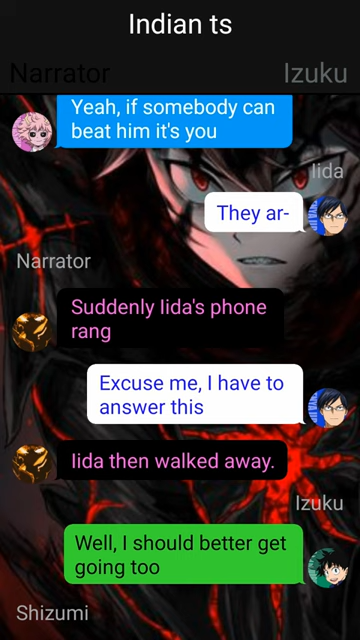 Indian ts
Narrator
Izuku
Yeah, if somebody can
beat him it's you
Iida
They ar-
Narrator
Suddenly Iida's phone
rang
Excuse me, I have to
answer this
Iida then walked away.
Izuku
Well, I should better get
going too
Shizumi